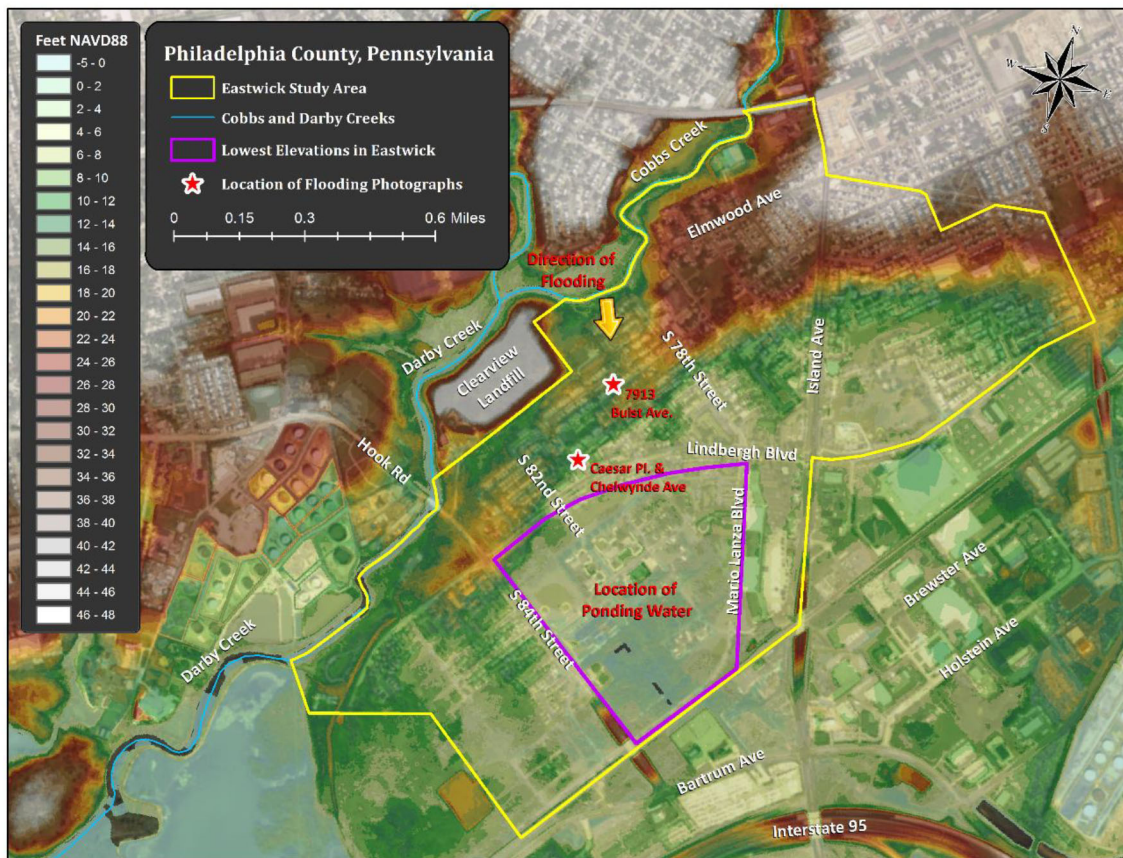 Feet NAVD88
-5 - 0
0 - 2
2 - 4
4 - 6
6 - 8
8 - 10
10 - 12
12 - 14
14 - 16
16 - 18
18 - 20
20 - 22
22 - 24
24 - 26
26 - 28
28 - 30
30 - 32
32 - 34
34 - 36
36 - 38
38 - 40
40 - 42
42 - 44
44 - 46
46 - 48
Philadelphia County, Pennsylvania
Eastwick Study Area
Cobbs and Darby Creeks
Lowest Elevations in Eastwick
Location of Flooding Photographs
0 0.15 0.3 0.6 Miles
N
W
E
S
Cobbs Creek
Elmwood Ave
Direction of
Flooding
Darby Creek
Clearview
Landfill
S 78th Street
Island Ave
7913
Buist Ave.
Hook Rd
Lindbergh Blvd
Caesar Pl. &
Chelwynde Ave
S 82nd Street
Mario Lanza Blvd
Location of
Ponding Water
S 84th Street
Brewster Ave
Holstein Ave
Darby Creek
Bartrum Ave
Interstate 95